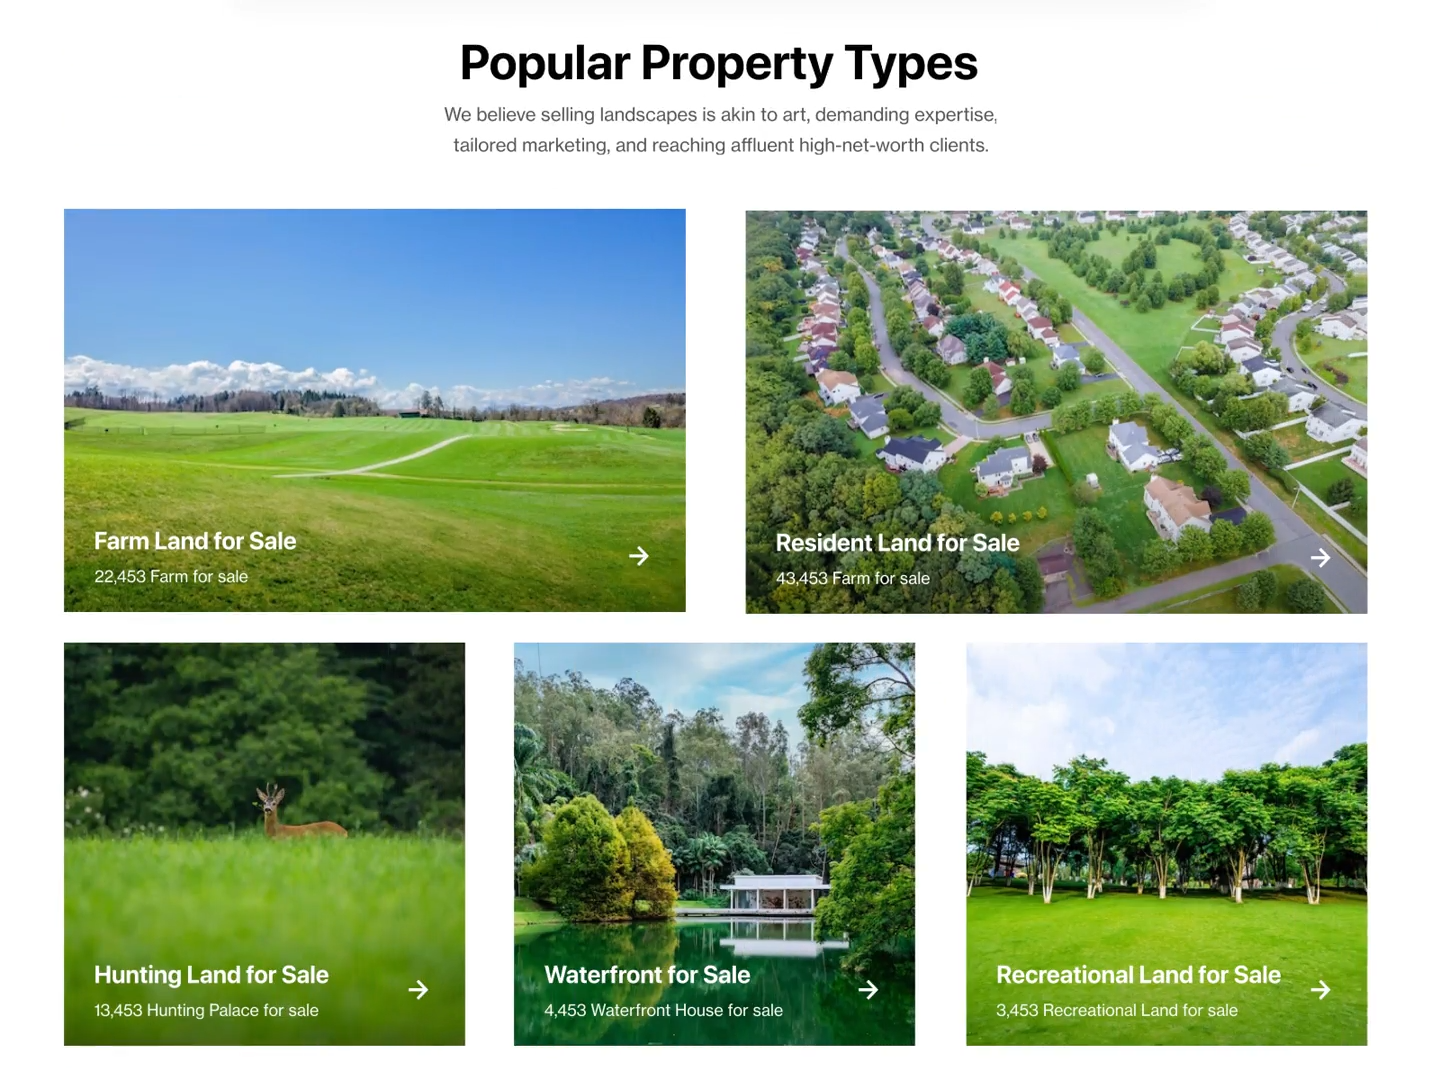 Popular Property Types
We believe selling landscapes is akin to art, demanding expertise,
tailored marketing, and reaching affluent high-net-worth clients.
Farm Land for Sale
22,453 Farm for sale
Resident Land for Sale
43,453 Farm for sale
Hunting Land for Sale
13,453 Hunting Palace for sale
Waterfront for Sale
4,453 Waterfront House for sale
Recreational Land for Sale
3,453 Recreational Land for sale